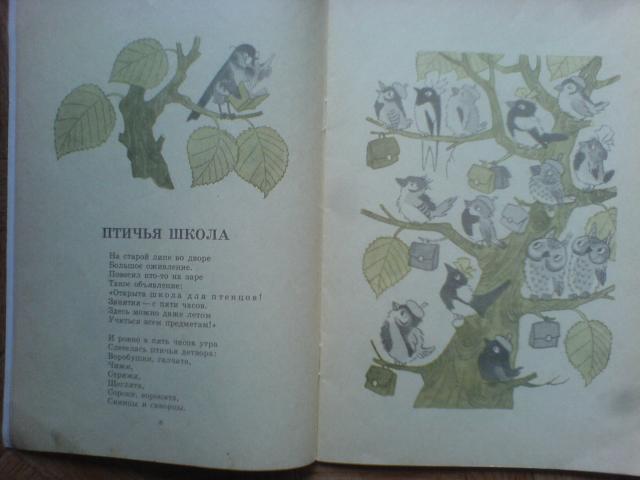 ПТИЧЬЯ ШКОЛА
На старой липе во дворе
Большое оживление.
Повесил кто-то на заре
Такое объявление:
«Открыта школа для птенцов!
Занятия — с пяти часов.
Здесь можно даже летом
Учиться всем предметам!»
И ровно в пять часов утра
Слеталась птичья детвора:
Воробушки, галчата,
Чижи,
Стрижи,
Щеглята,
Сороки, воронята,
Синицы и скворцы.
8